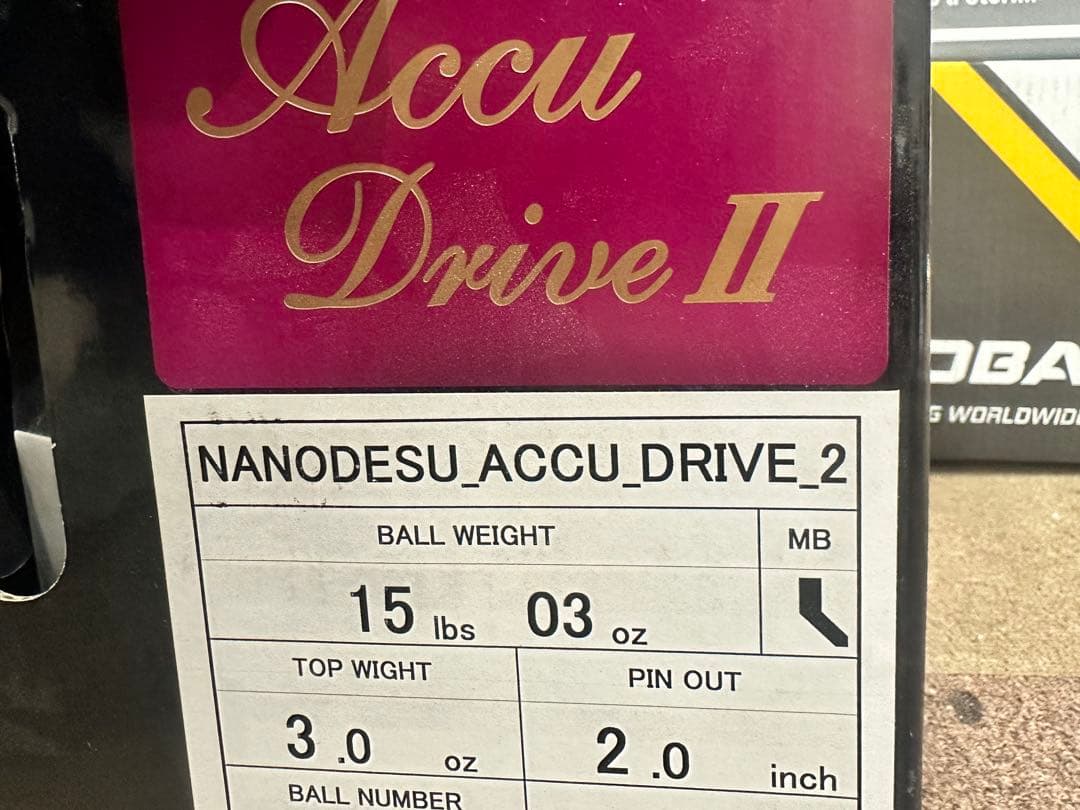 Accu
Drive II
NANODESU_ACCU_DRIVE_2
BALL WEIGHT
MB
15 lbs 03 oz
TOP WIGHT
PIN OUT
3.0 oz
2.0 inch
BALL NUMBER
OBA
G WORLDWIDE